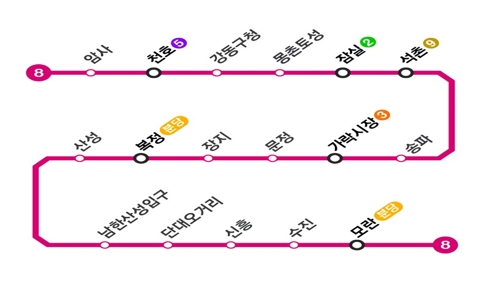 암사
천호 5
강동구청
몽촌토성
잠실 2
석촌 9
8
산성
복정 분당
장지
문정
가락시장 3
송파
남한산성입구
단대오거리
신흥
수진
모란 분당
8